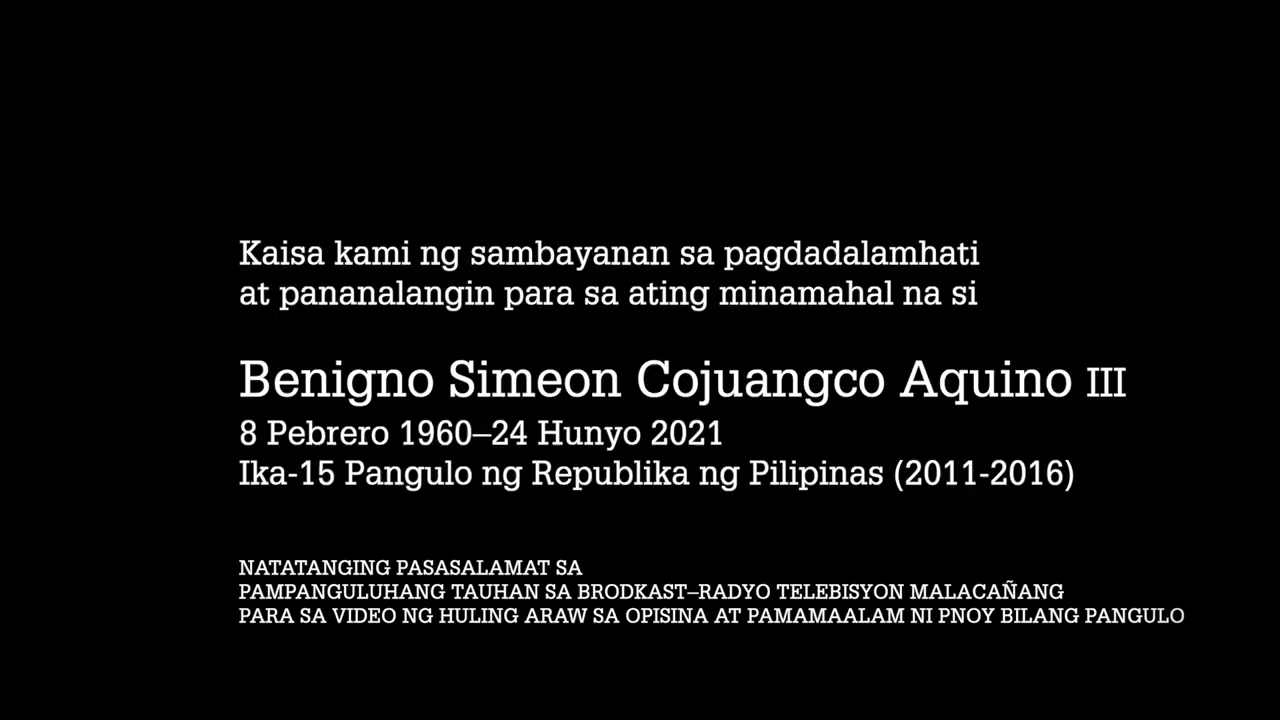 Kaisa kami ng sambayanan sa pagdadalamhati
at pananalangin para sa ating minamahal na si
Benigno Simeon Cojuangco Aquino III
8 Pebrero 1960–24 Hunyo 2021
Ika-15 Pangulo ng Republika ng Pilipinas (2011-2016)
NATATANGING PASASALAMAT SA
PAMPANGULUHANG TAUHAN SA BRODKAST–RADYO TELEBISYON MALACAÑANG
PARA SA VIDEO NG HULING ARAW SA OPISINA AT PAMAMAALAM NI PNOY BILANG PANGULO